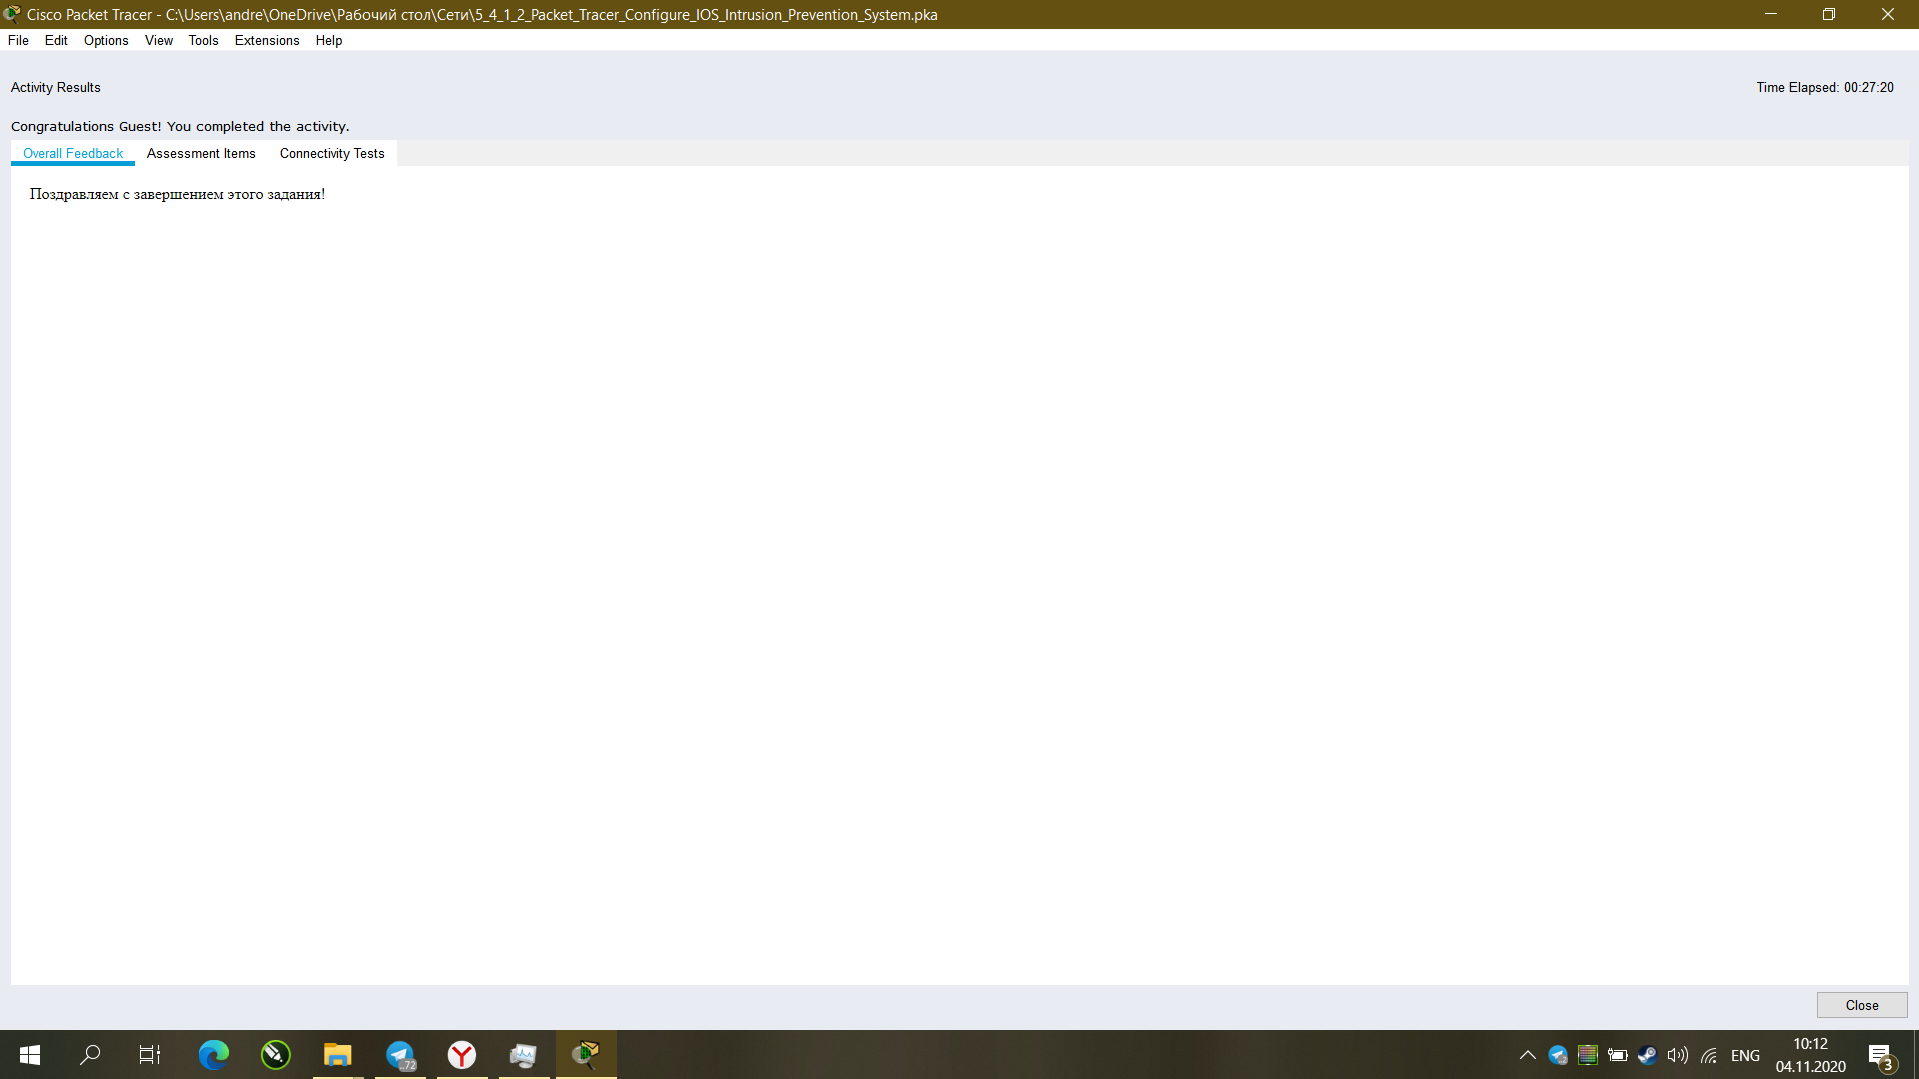 Cisco Packet Tracer - C:\Users\andre\OneDrive\Рабочий стол\Сети\5_4_1_2_Packet_Tracer_Configure_IOS_Intrusion_Prevention_System.pka
File Edit Options View Tools Extensions Help
Activity Results Time Elapsed: 00:27:20
Congratulations Guest! You completed the activity.
Overall Feedback Assessment Items Connectivity Tests
Поздравляем с завершением этого задания!
Close
72
ENG
10:12
04.11.2020
3